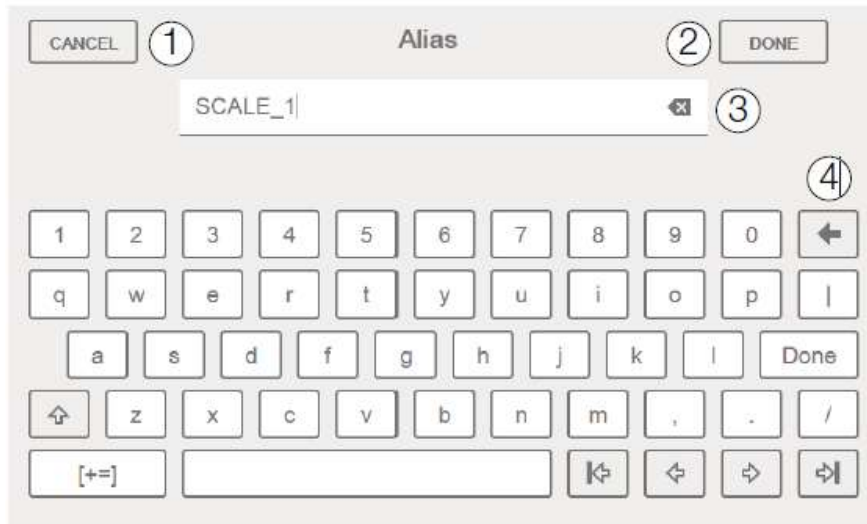 CANCEL 1 Alias 2 DONE
SCALE_1 3
4
1 2 3 4 5 6 7 8 9 0
q w e r t y u i o p |
a s d f g h j k l Done
z x c v b n m , . /
[+=]